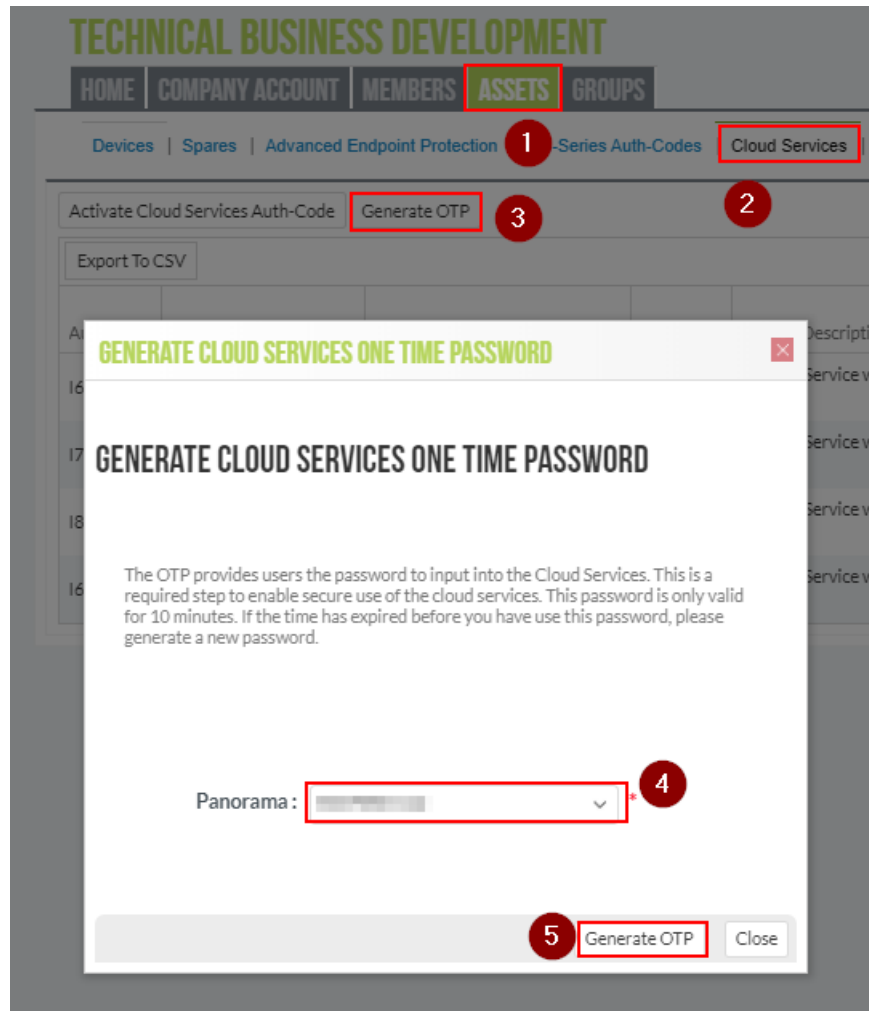 TECHNICAL BUSINESS DEVELOPMENT
HOME COMPANY ACCOUNT MEMBERS ASSETS GROUPS
Devices | Spares | Advanced Endpoint Protection 1 -Series Auth-Codes | Cloud Services |
2
Activate Cloud Services Auth-Code Generate OTP 3
Export To CSV
GENERATE CLOUD SERVICES ONE TIME PASSWORD
I6 Service
I7 Service
GENERATE CLOUD SERVICES ONE TIME PASSWORD
I8 Service
I6 Service
The OTP provides users the password to input into the Cloud Services. This is a
required step to enable secure use of the cloud services. This password is only valid
for 10 minutes. If the time has expired before you have use this password, please
generate a new password.
4
Panorama : *
5 Generate OTP Close